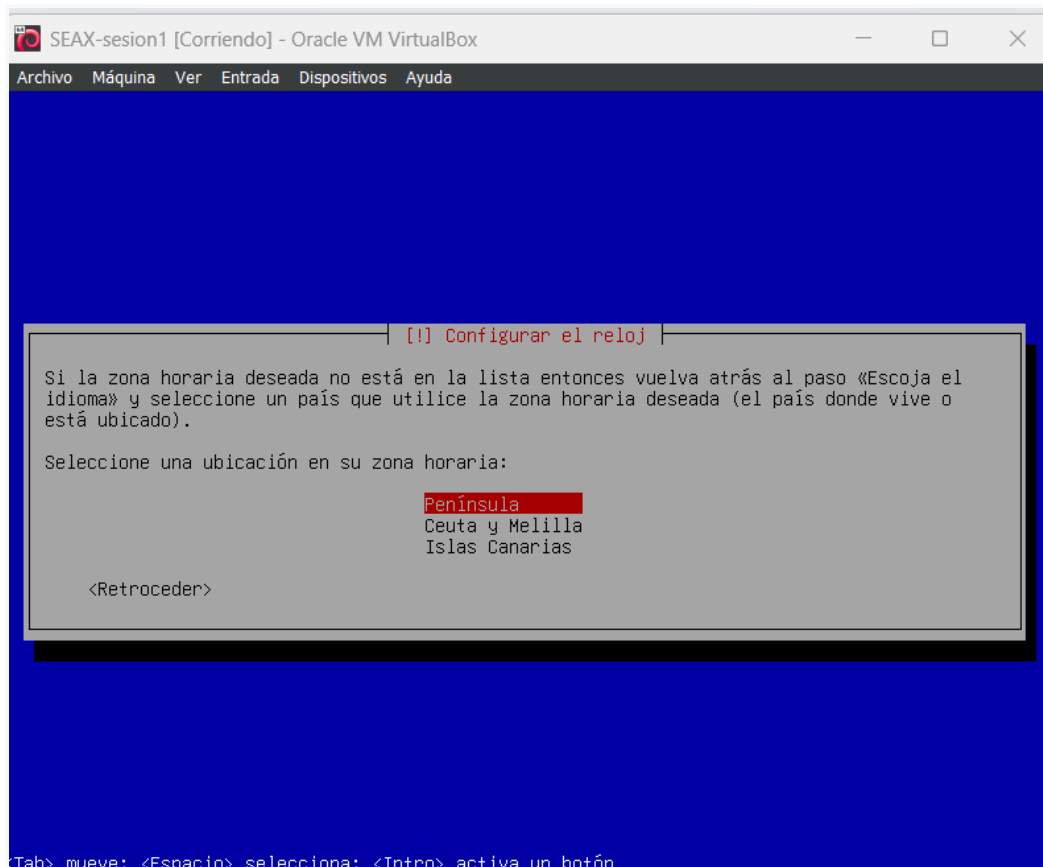 SEAX-sesion1 [Corriendo] - Oracle VM VirtualBox
Archivo Máquina Ver Entrada Dispositivos Ayuda
[!] Configurar el reloj
Si la zona horaria deseada no está en la lista entonces vuelva atrás al paso «Escoja el
idioma» y seleccione un país que utilice la zona horaria deseada (el país donde vive o
está ubicado).
Seleccione una ubicación en su zona horaria:
Península
Ceuta y Melilla
Islas Canarias
<Retroceder>
<Tab> mueve; <Espacio> selecciona; <Intro> activa un botón